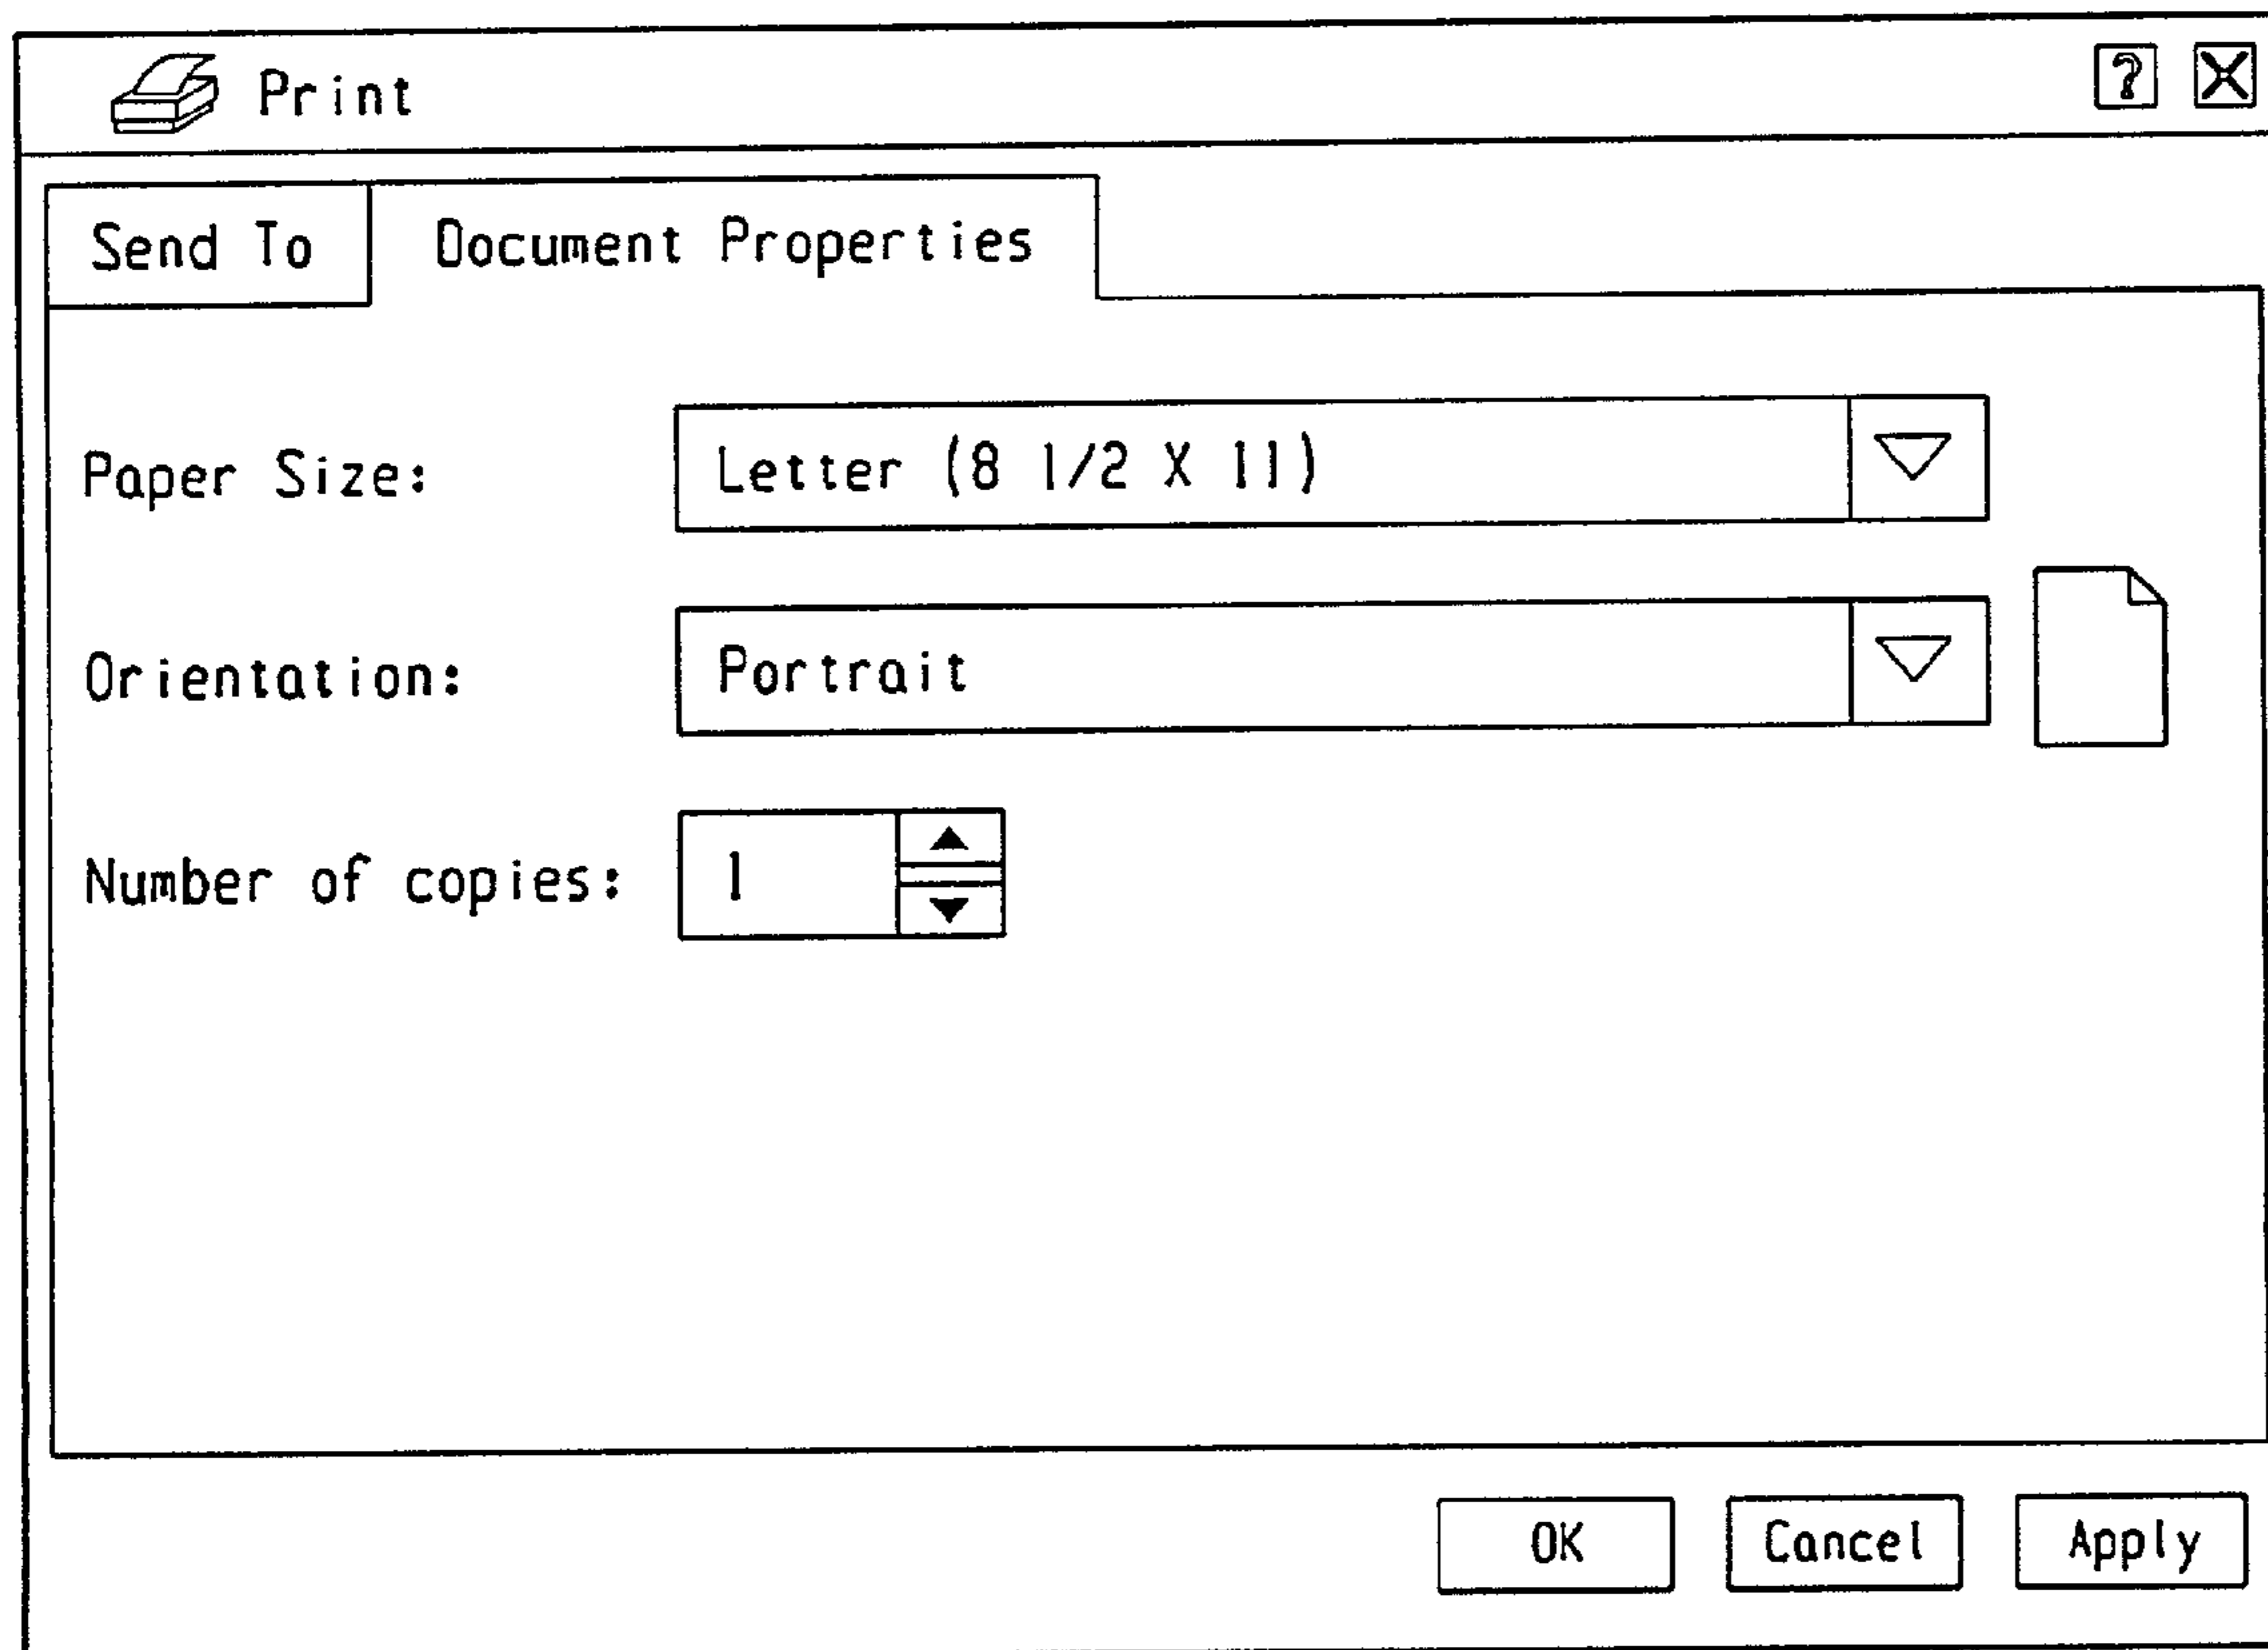 Print ? X
Send To Document Properties
Paper Size: Letter (8 1/2 X 11)
Orientation: Portrait
Number of copies: 1
OK Cancel Apply